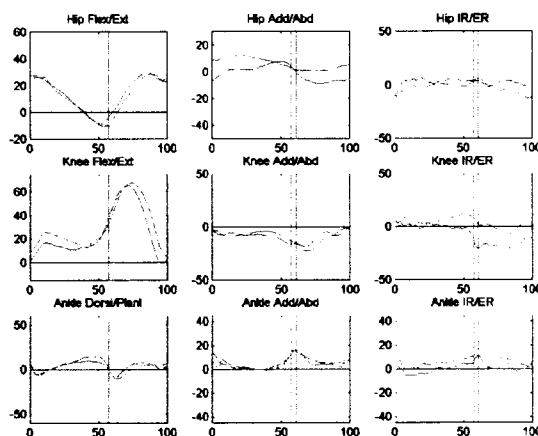 Hip Flex/Ext Hip Add/Abd Hip IR/ER
60 50
40 20
20 0 0
0 -20
-20 -40 -50
0 50 100 0 50 100 0 50 100
Knee Flex/Ext Knee Add/Abd Knee IR/ER
50 50
60
40 0 0
20
0 -50 -50
0 50 100 0 50 100 0 50 100
Ankle Dorsi/Plant Ankle Add/Abd Ankle IR/ER
50 40 40
20 20
0 0 0
-20 -20
-50 -40 -40
0 50 100 0 50 100 0 50 100